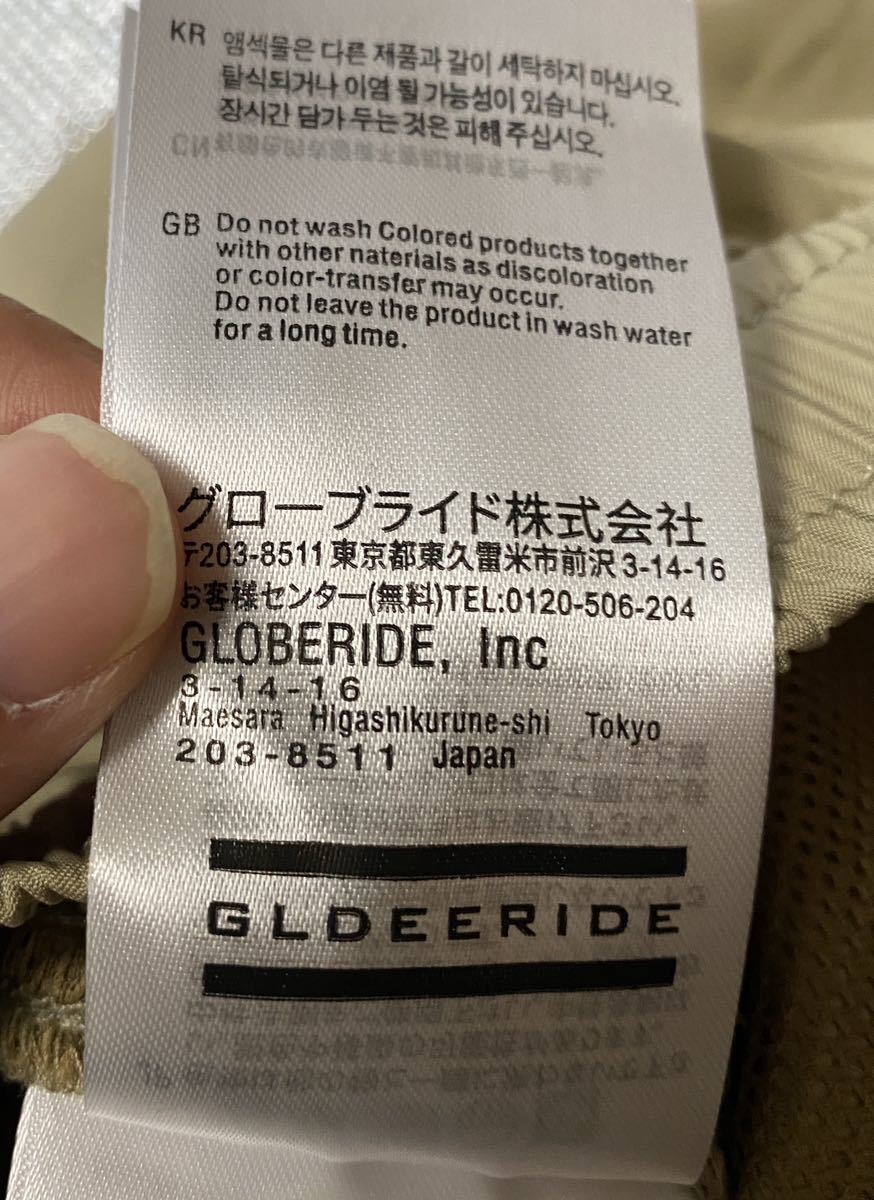 KR 앰섹물은 다른 제품과 갈이 세탁하지 마십시오.
탈식되거나 이염 될 가능성이 있습니다.
장시간 담가 두는것은 피해 주십시오.
GB Do not wash Colored products together
with other naterials as discoloration
or color-transfer may occur.
Do not leave the product in wash water
for a long time.
グローブライド株式会社
〒203-8511 東京都東久雷米市前沢 3-14-16
お客様センター(無料)TEL:0120-506-204
GLOBERIDE, Inc
3-14-16
Maesara Higashikurune-shi Tokyo
203-8511 Japan
GLDEERIDE